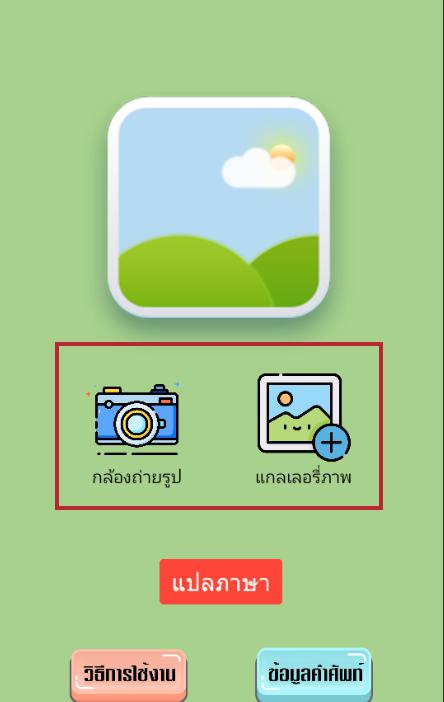 กล้องถ่ายรูป
แกลเลอรี่ภาพ
แปลภาษา
วิธีการใช้งาน
ข้อมูลคำศัพท์